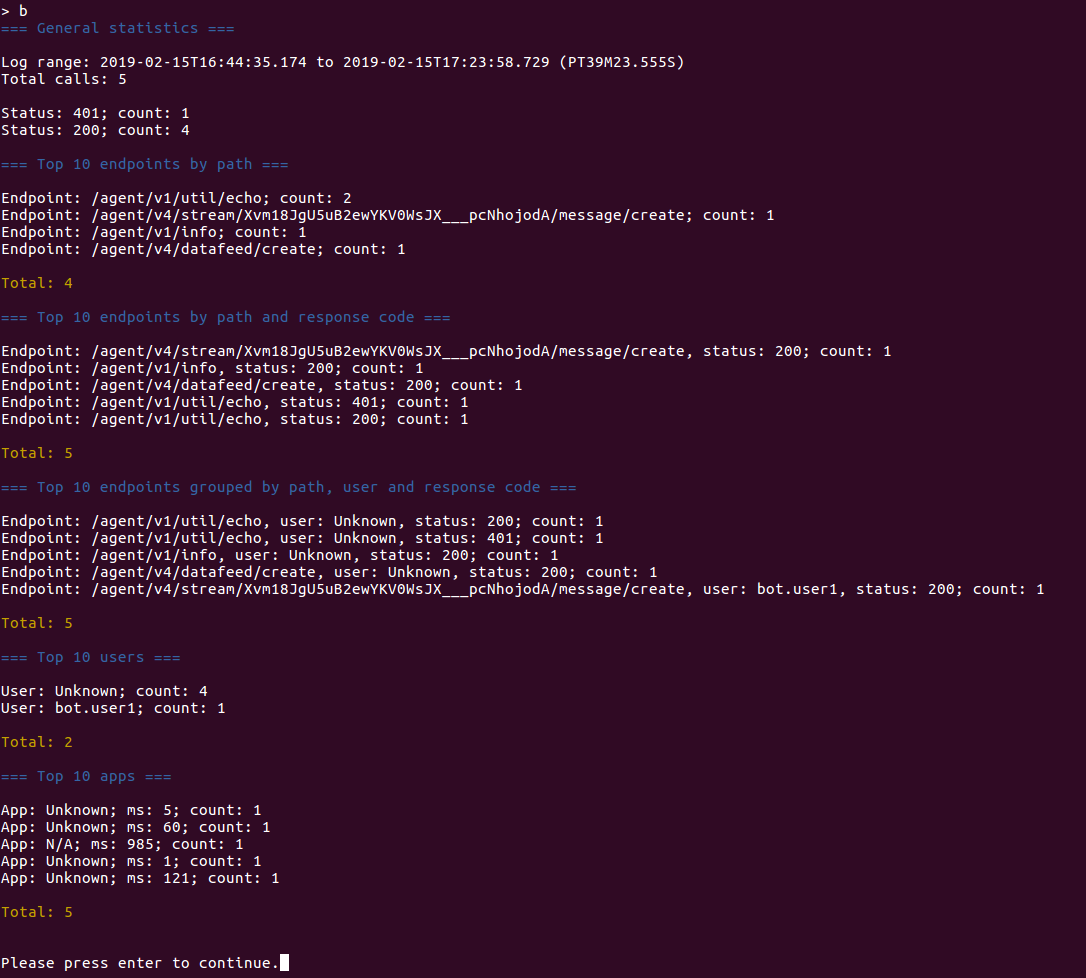 > b
=== General statistics ===
Log range: 2019-02-15T16:44:35.174 to 2019-02-15T17:23:58.729 (PT39M23.555S)
Total calls: 5
Status: 401; count: 1
Status: 200; count: 4
=== Top 10 endpoints by path ===
Endpoint: /agent/v1/util/echo; count: 2
Endpoint: /agent/v4/stream/Xvm18JgU5uB2ewYKV0WsJX___pcNhojodA/message/create; count: 1
Endpoint: /agent/v1/info; count: 1
Endpoint: /agent/v4/datafeed/create; count: 1
Total: 4
=== Top 10 endpoints by path and response code ===
Endpoint: /agent/v4/stream/Xvm18JgU5uB2ewYKV0WsJX___pcNhojodA/message/create, status: 200; count: 1
Endpoint: /agent/v1/info, status: 200; count: 1
Endpoint: /agent/v4/datafeed/create, status: 200; count: 1
Endpoint: /agent/v1/util/echo, status: 401; count: 1
Endpoint: /agent/v1/util/echo, status: 200; count: 1
Total: 5
=== Top 10 endpoints grouped by path, user and response code ===
Endpoint: /agent/v1/util/echo, user: Unknown, status: 200; count: 1
Endpoint: /agent/v1/util/echo, user: Unknown, status: 401; count: 1
Endpoint: /agent/v1/info, user: Unknown, status: 200; count: 1
Endpoint: /agent/v4/datafeed/create, user: Unknown, status: 200; count: 1
Endpoint: /agent/v4/stream/Xvm18JgU5uB2ewYKV0WsJX___pcNhojodA/message/create, user: bot.user1, status: 200; count: 1
Total: 5
=== Top 10 users ===
User: Unknown; count: 4
User: bot.user1; count: 1
Total: 2
=== Top 10 apps ===
App: Unknown; ms: 5; count: 1
App: Unknown; ms: 60; count: 1
App: N/A; ms: 985; count: 1
App: Unknown; ms: 1; count: 1
App: Unknown; ms: 121; count: 1
Total: 5
Please press enter to continue.